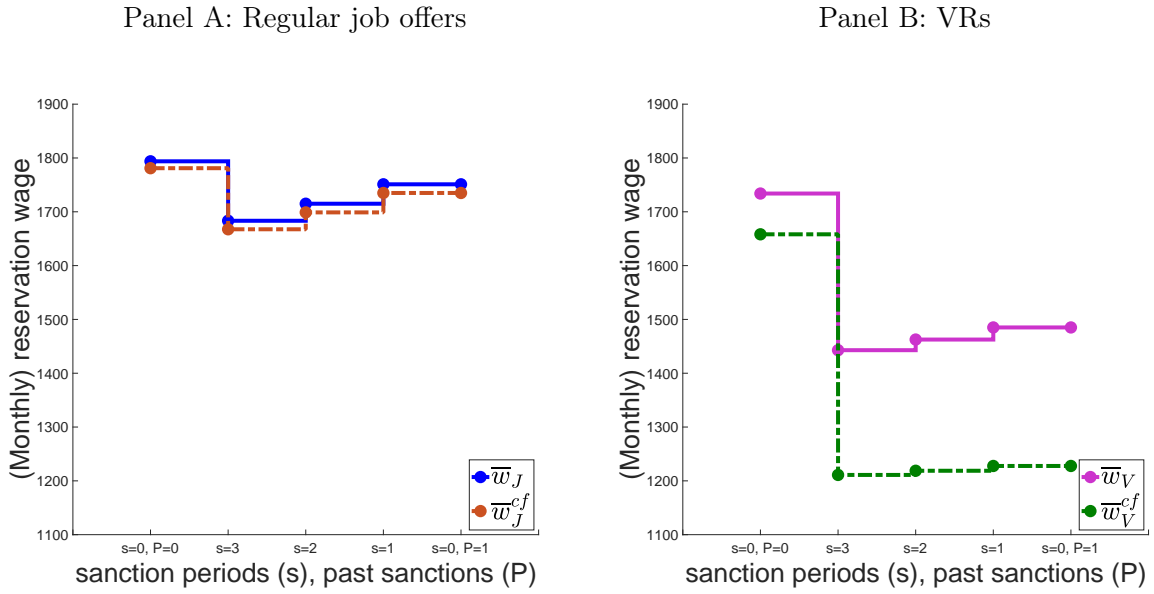 Panel A: Regular job offers
1900
1800
1700
1600
1500
1400
1300
1200
1100
(Monthly) reservation wage
s=0, P=0 s=3 s=2 s=1 s=0, P=1
sanction periods (s), past sanctions (P)
w̅_J
w̅_J^{cf}
Panel B: VRs
1900
1800
1700
1600
1500
1400
1300
1200
1100
(Monthly) reservation wage
s=0, P=0 s=3 s=2 s=1 s=0, P=1
sanction periods (s), past sanctions (P)
w̅_V
w̅_V^{cf}